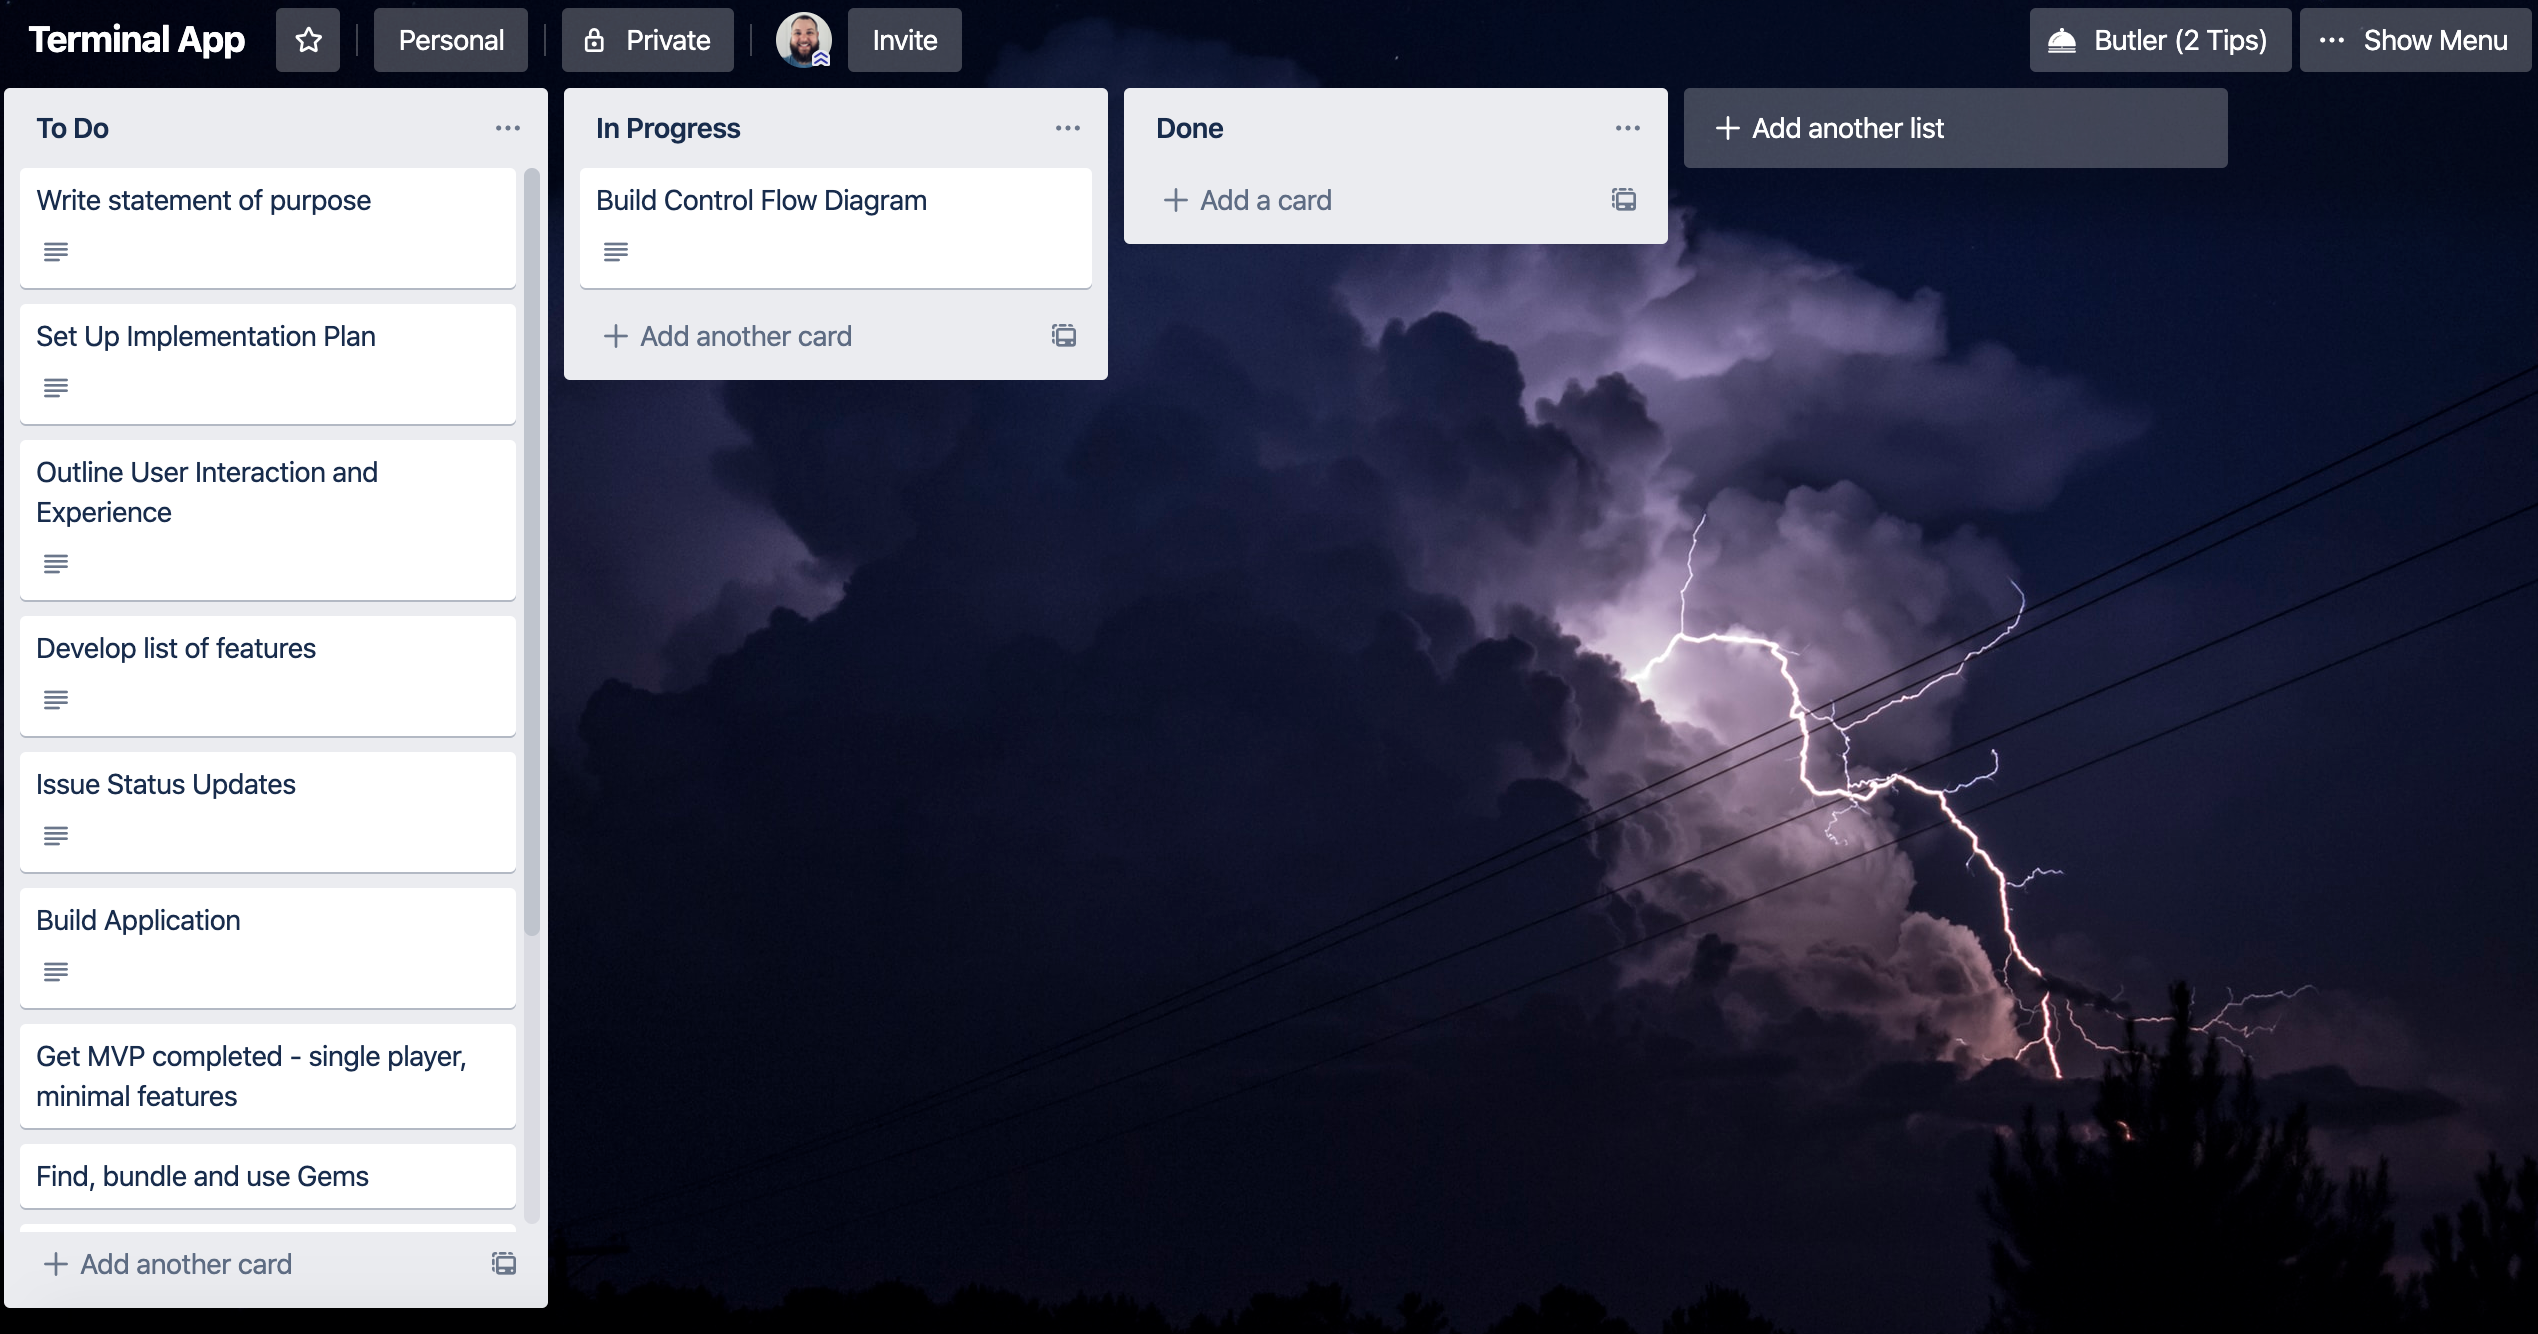 Terminal App
Personal
Private
Invite
Butler (2 Tips)
Show Menu
To Do
Write statement of purpose
Set Up Implementation Plan
Outline User Interaction and
Experience
Develop list of features
Issue Status Updates
Build Application
Get MVP completed - single player,
minimal features
Find, bundle and use Gems
Add another card
In Progress
Build Control Flow Diagram
Add another card
Done
Add a card
Add another list